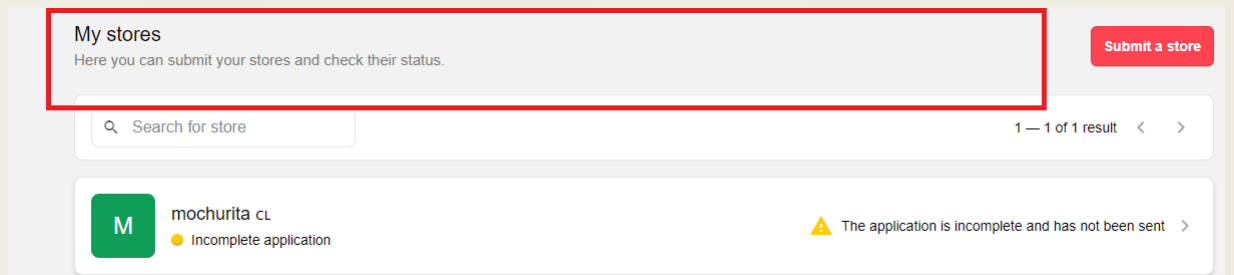 My stores
Here you can submit your stores and check their status.
Submit a store
Search for store
1 — 1 of 1 result
M
mochurita CL
Incomplete application
The application is incomplete and has not been sent